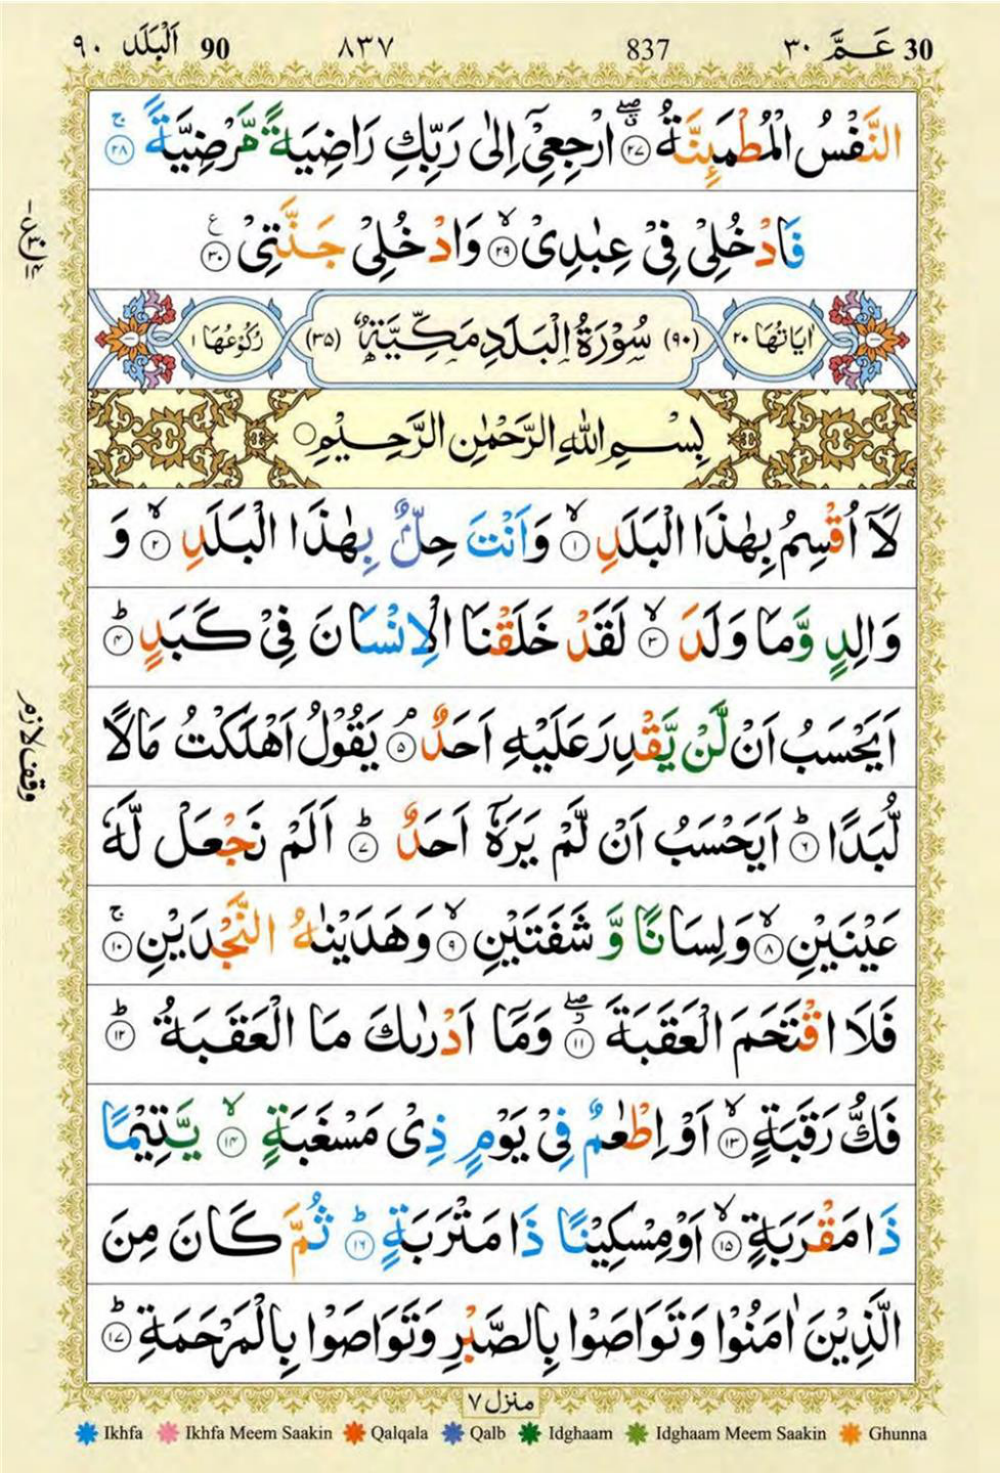 30 عَـمَّ ٣٠ 837 ٨٣٧ 90 اَلْبَلَد ٩٠
النَّفْسُ الْمُطْمَىِٕنَّةُ ۝٢٧ ارْجِعِىْۤ اِلٰى رَبِّكِ رَاضِيَةً مَّرْضِيَّةً ۝٢٨ ج
فَادْخُلِىْ فِىْ عِبٰدِىْ ۝٢٩ وَادْخُلِىْ جَنَّتِىْ ۝٣٠ ع
اٰيَاتُهَا ٢٠ (٩٠) سُوْرَةُ الْبَلَدِ مَكِّيَّةٌ (٣٥) رُكُوْعُهَا ١
بِسْمِ اللّٰهِ الرَّحْمٰنِ الرَّحِيْمِ
لَاۤ اُقْسِمُ بِهٰذَا الْبَلَدِ ۝١ وَاَنْتَ حِلٌّۢ بِهٰذَا الْبَلَدِ ۝٢ وَ
وَالِدٍ وَّمَا وَلَدَ ۝٣ لَقَدْ خَلَقْنَا الْاِنْسَانَ فِىْ كَبَدٍ ۝٤ ط
اَيَحْسَبُ اَنْ لَّنْ يَّقْدِرَ عَلَيْهِ اَحَدٌ ۝٥ يَقُوْلُ اَهْلَكْتُ مَالًا
لُّبَدًا ۝٦ ط اَيَحْسَبُ اَنْ لَّمْ يَرَهٗۤ اَحَدٌ ۝٧ ط اَلَمْ نَجْعَلْ لَّهٗ
عَيْنَيْنِ ۝٨ وَلِسَانًا وَّ شَفَتَيْنِ ۝٩ وَهَدَيْنٰهُ النَّجْدَيْنِ ۝١٠ ج
فَلَا اقْتَحَمَ الْعَقَبَةَ ۝١١ وَمَاۤ اَدْرٰىكَ مَا الْعَقَبَةُ ۝١٢ ط
فَكُّ رَقَبَةٍ ۝١٣ اَوْ اِطْعٰمٌ فِىْ يَوْمٍ ذِىْ مَسْغَبَةٍ ۝١٤ يَّتِيْمًا
ذَا مَقْرَبَةٍ ۝١٥ اَوْ مِسْكِيْنًا ذَا مَتْرَبَةٍ ۝١٦ ط ثُمَّ كَانَ مِنَ
الَّذِيْنَ اٰمَنُوْا وَتَوَاصَوْا بِالصَّبْرِ وَتَوَاصَوْا بِالْمَرْحَمَةِ ۝١٧ ط
وقف لازم
منزل ٧
Ikhfa Ikhfa Meem Saakin Qalqala Qalb Idghaam Idghaam Meem Saakin Ghunna